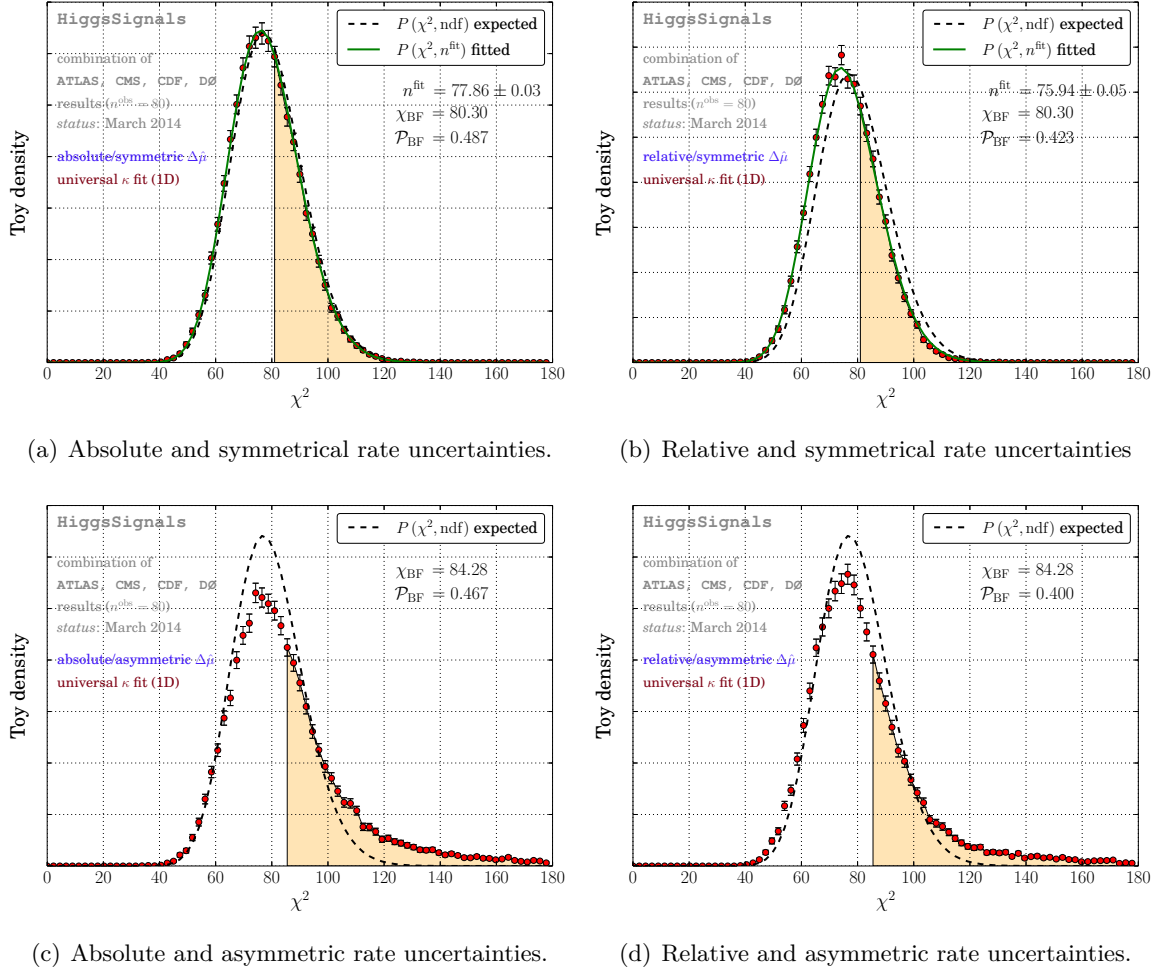 HiggsSignals
combination of
ATLAS, CMS, CDF, DØ
results (n^obs = 80)
status: March 2014
absolute/symmetric Δμ̂
universal κ fit (1D)
P (χ², ndf) expected
P (χ², n^fit) fitted
n^fit = 77.86 ± 0.03
χ_BF = 80.30
P_BF = 0.487
Toy density
0 20 40 60 80 100 120 140 160 180
χ²
(a) Absolute and symmetrical rate uncertainties.
HiggsSignals
combination of
ATLAS, CMS, CDF, DØ
results (n^obs = 80)
status: March 2014
relative/symmetric Δμ̂
universal κ fit (1D)
P (χ², ndf) expected
P (χ², n^fit) fitted
n^fit = 75.94 ± 0.05
χ_BF = 80.30
P_BF = 0.423
Toy density
0 20 40 60 80 100 120 140 160 180
χ²
(b) Relative and symmetrical rate uncertainties
HiggsSignals
combination of
ATLAS, CMS, CDF, DØ
results (n^obs = 80)
status: March 2014
absolute/asymmetric Δμ̂
universal κ fit (1D)
P (χ², ndf) expected
χ_BF = 84.28
P_BF = 0.467
Toy density
0 20 40 60 80 100 120 140 160 180
χ²
(c) Absolute and asymmetric rate uncertainties.
HiggsSignals
combination of
ATLAS, CMS, CDF, DØ
results (n^obs = 80)
status: March 2014
relative/asymmetric Δμ̂
universal κ fit (1D)
P (χ², ndf) expected
χ_BF = 84.28
P_BF = 0.400
Toy density
0 20 40 60 80 100 120 140 160 180
χ²
(d) Relative and asymmetric rate uncertainties.